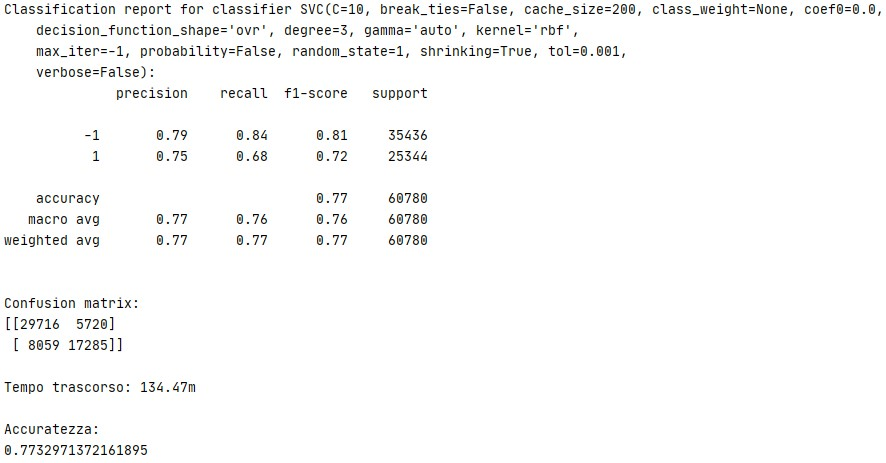 Classification report for classifier SVC(C=10, break_ties=False, cache_size=200, class_weight=None, coef0=0.0,
    decision_function_shape='ovr', degree=3, gamma='auto', kernel='rbf',
    max_iter=-1, probability=False, random_state=1, shrinking=True, tol=0.001,
    verbose=False):
              precision    recall  f1-score   support

          -1       0.79      0.84      0.81     35436
           1       0.75      0.68      0.72     25344

    accuracy                           0.77     60780
   macro avg       0.77      0.76      0.76     60780
weighted avg       0.77      0.77      0.77     60780


Confusion matrix:
[[29716  5720]
 [ 8059 17285]]

Tempo trascorso: 134.47m

Accuratezza:
0.7732971372161895